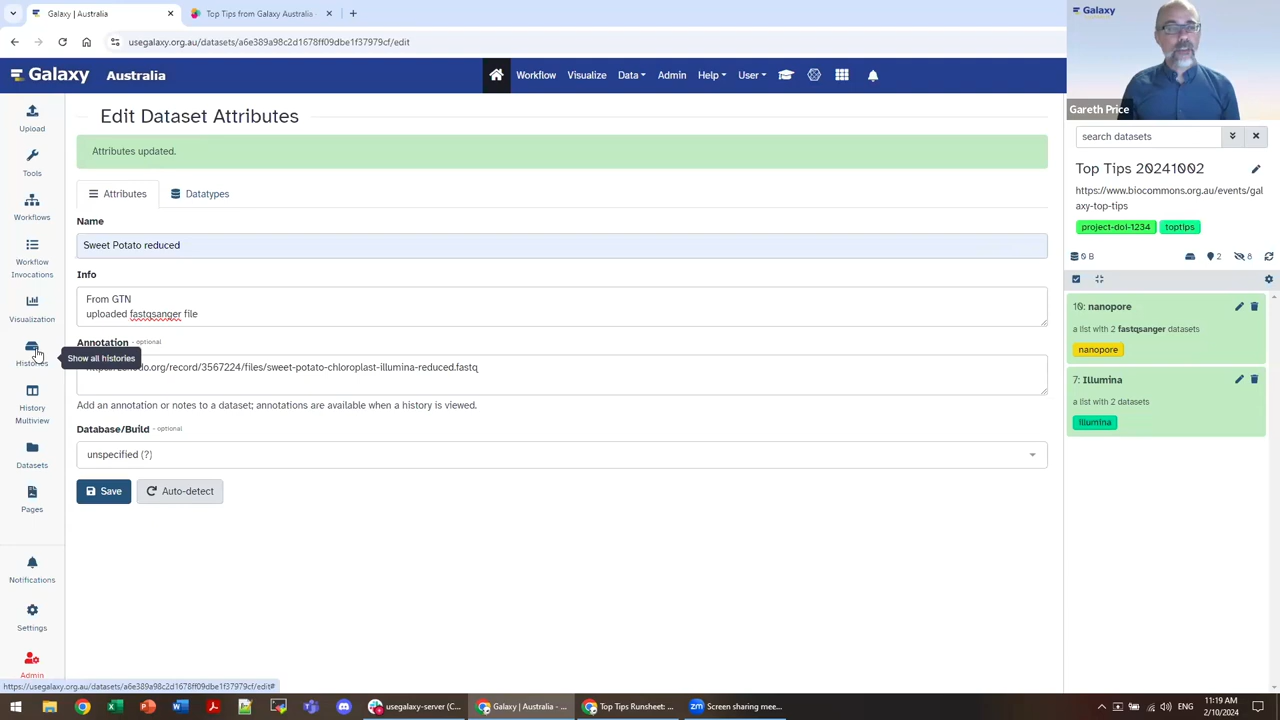 Galaxy | Australia
Top Tips from Galaxy Australia
usegalaxy.org.au/datasets/a6e389a98c2d1678ff09dbe1f37979cf/edit
Galaxy Australia
Workflow
Visualize
Data
Admin
Help
User
Upload
Tools
Workflows
Workflow
Invocations
Visualization
Histories
Show all histories
History
Multiview
Datasets
Pages
Notifications
Settings
Admin
Edit Dataset Attributes
Attributes updated.
Attributes
Datatypes
Name
Sweet Potato reduced
Info
From GTN
uploaded fastqsanger file
Annotation - optional
.org/record/3567224/files/sweet-potato-chloroplast-illumina-reduced.fastq
Add an annotation or notes to a dataset; annotations are available when a history is viewed.
Database/Build - optional
unspecified (?)
Save
Auto-detect
Galaxy
Gareth Price
search datasets
Top Tips 20241002
https://www.biocommons.org.au/events/gal
axy-top-tips
project-doi-1234
toptips
0 B
2
8
10: nanopore
a list with 2 fastqsanger datasets
nanopore
7: Illumina
a list with 2 datasets
illumina
https://usegalaxy.org.au/datasets/a6e389a98c2d1678ff09dbe1f37979cf/edit#
usegalaxy-server (C...
Galaxy | Australia - ...
Top Tips Runsheet: ...
Screen sharing mee...
11:19 AM
2/10/2024